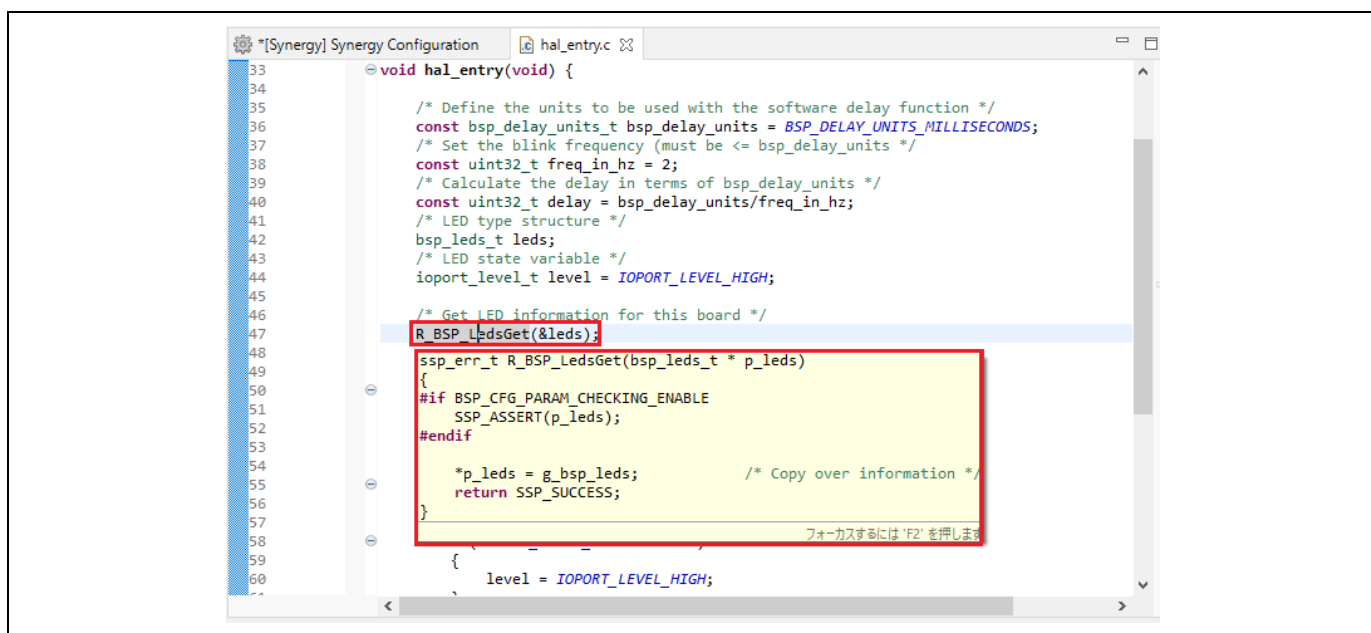 *[Synergy] Synergy Configuration hal_entry.c
33 void hal_entry(void) {
34
35 /* Define the units to be used with the software delay function */
36 const bsp_delay_units_t bsp_delay_units = BSP_DELAY_UNITS_MILLISECONDS;
37 /* Set the blink frequency (must be <= bsp_delay_units */
38 const uint32_t freq_in_hz = 2;
39 /* Calculate the delay in terms of bsp_delay_units */
40 const uint32_t delay = bsp_delay_units/freq_in_hz;
41 /* LED type structure */
42 bsp_leds_t leds;
43 /* LED state variable */
44 ioport_level_t level = IOPORT_LEVEL_HIGH;
45
46 /* Get LED information for this board */
47 R_BSP_LedsGet(&leds);
48 ssp_err_t R_BSP_LedsGet(bsp_leds_t * p_leds)
49 {
50 #if BSP_CFG_PARAM_CHECKING_ENABLE
51 SSP_ASSERT(p_leds);
52 #endif
53
54 *p_leds = g_bsp_leds; /* Copy over information */
55 return SSP_SUCCESS;
56 }
57 フォーカスするには 'F2' を押します
58
59 {
60 level = IOPORT_LEVEL_HIGH;